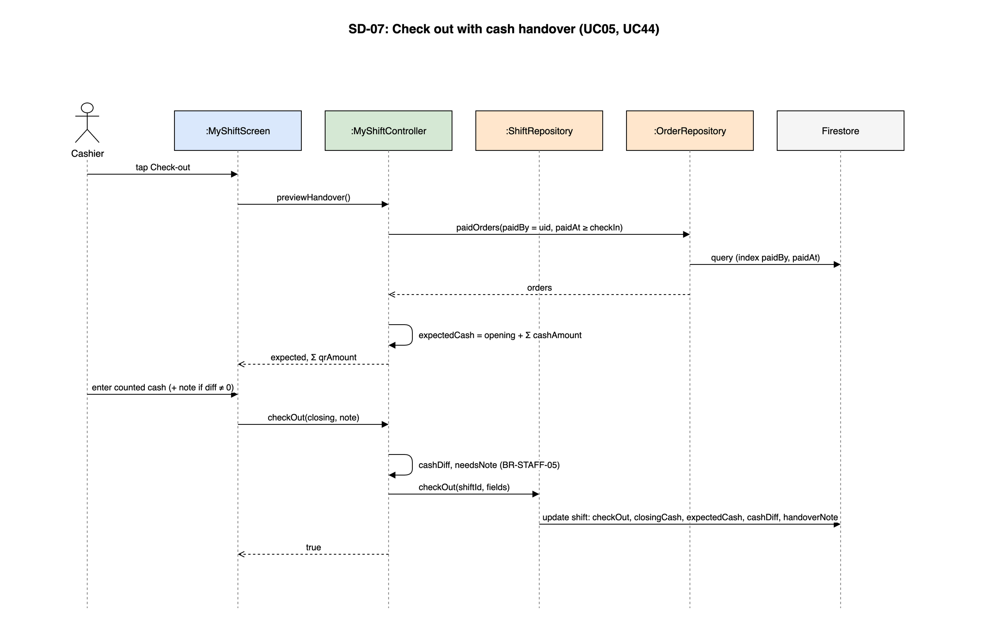 SD-07: Check out with cash handover (UC05, UC44)
Cashier
:MyShiftScreen
:MyShiftController
:ShiftRepository
:OrderRepository
Firestore
tap Check-out
previewHandover()
paidOrders(paidBy = uid, paidAt ≥ checkIn)
query (index paidBy, paidAt)
orders
expectedCash = opening + Σ cashAmount
expected, Σ qrAmount
enter counted cash (+ note if diff ≠ 0)
checkOut(closing, note)
cashDiff, needsNote (BR-STAFF-05)
checkOut(shiftId, fields)
update shift: checkOut, closingCash, expectedCash, cashDiff, handoverNote
true